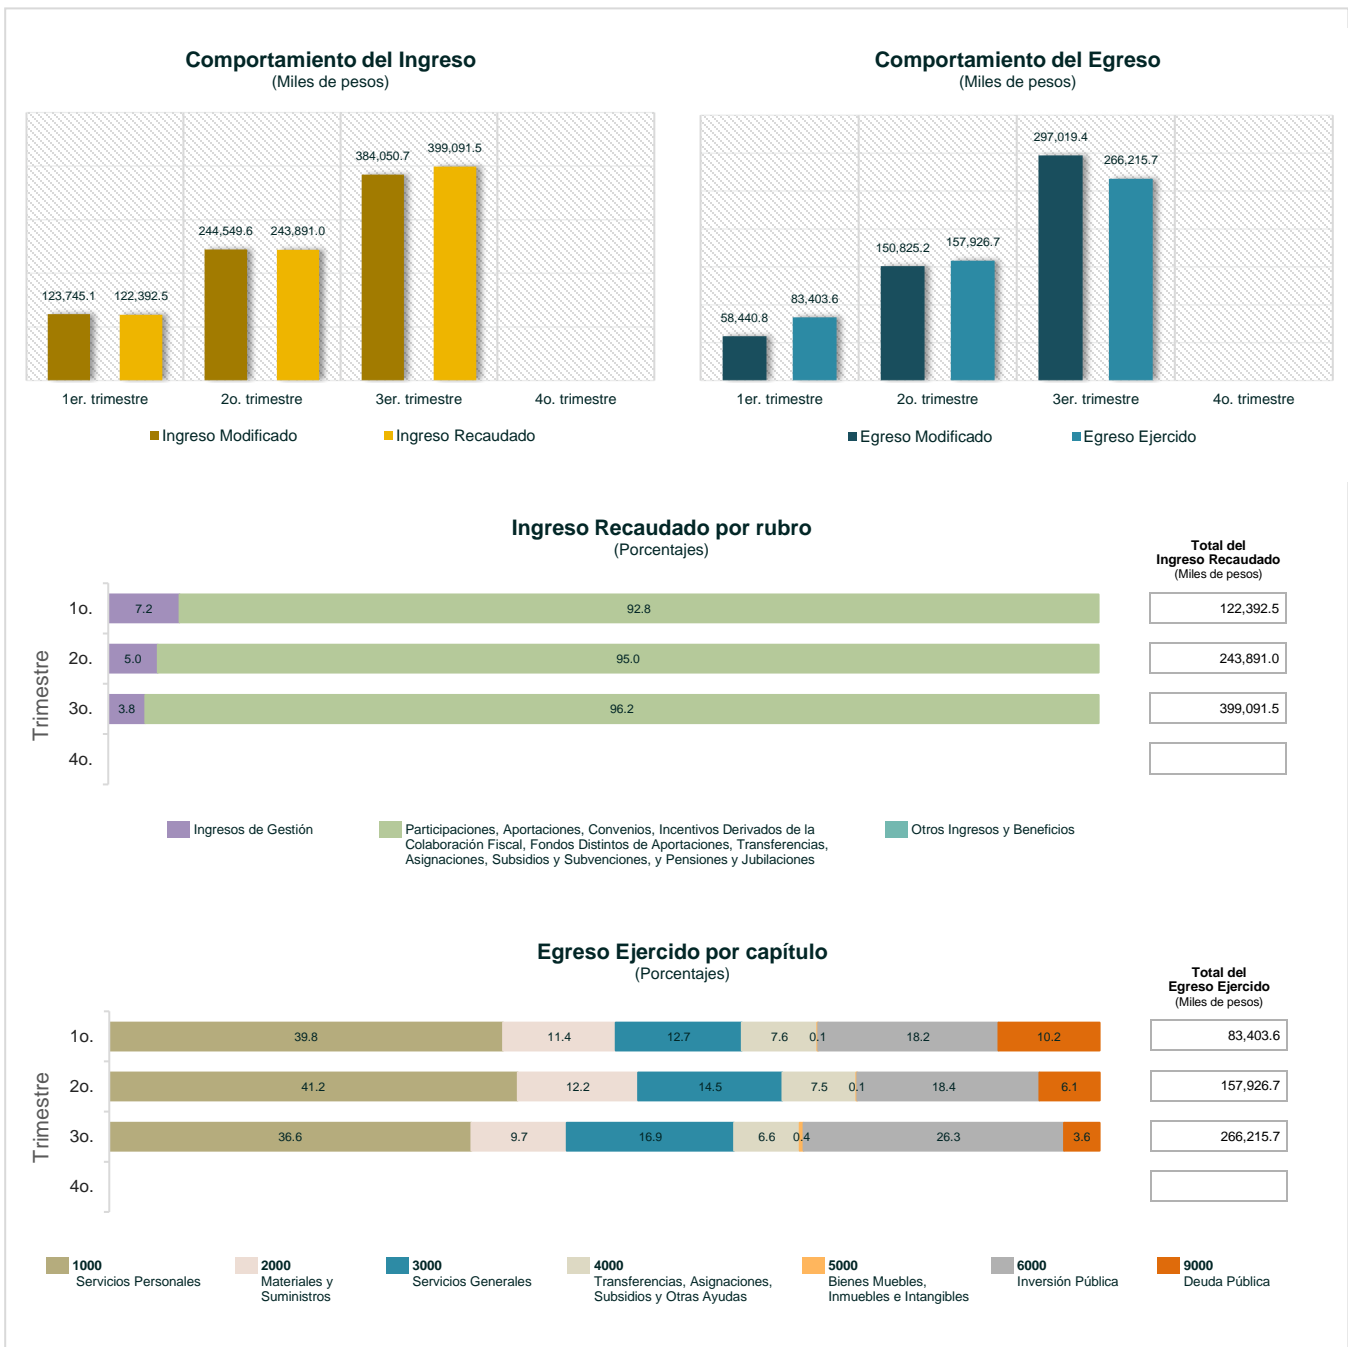 Comportamiento del Ingreso
(Miles de pesos)
384,050.7
399,091.5
244,549.6
243,891.0
123,745.1
122,392.5
1er. trimestre
2o. trimestre
3er. trimestre
4o. trimestre
Ingreso Modificado
Ingreso Recaudado
Comportamiento del Egreso
(Miles de pesos)
297,019.4
266,215.7
150,825.2
157,926.7
58,440.8
83,403.6
1er. trimestre
2o. trimestre
3er. trimestre
4o. trimestre
Egreso Modificado
Egreso Ejercido
Ingreso Recaudado por rubro
(Porcentajes)
Total del
Ingreso Recaudado
(Miles de pesos)
Trimestre
1o.
7.2
92.8
122,392.5
2o.
5.0
95.0
243,891.0
3o.
3.8
96.2
399,091.5
4o.
Ingresos de Gestión
Participaciones, Aportaciones, Convenios, Incentivos Derivados de la
Colaboración Fiscal, Fondos Distintos de Aportaciones, Transferencias,
Asignaciones, Subsidios y Subvenciones, y Pensiones y Jubilaciones
Otros Ingresos y Beneficios
Egreso Ejercido por capítulo
(Porcentajes)
Total del
Egreso Ejercido
(Miles de pesos)
Trimestre
1o.
39.8
11.4
12.7
7.6
0.1
18.2
10.2
83,403.6
2o.
41.2
12.2
14.5
7.5
0.1
18.4
6.1
157,926.7
3o.
36.6
9.7
16.9
6.6
0.4
26.3
3.6
266,215.7
4o.
1000
Servicios Personales
2000
Materiales y
Suministros
3000
Servicios Generales
4000
Transferencias, Asignaciones,
Subsidios y Otras Ayudas
5000
Bienes Muebles,
Inmuebles e Intangibles
6000
Inversión Pública
9000
Deuda Pública